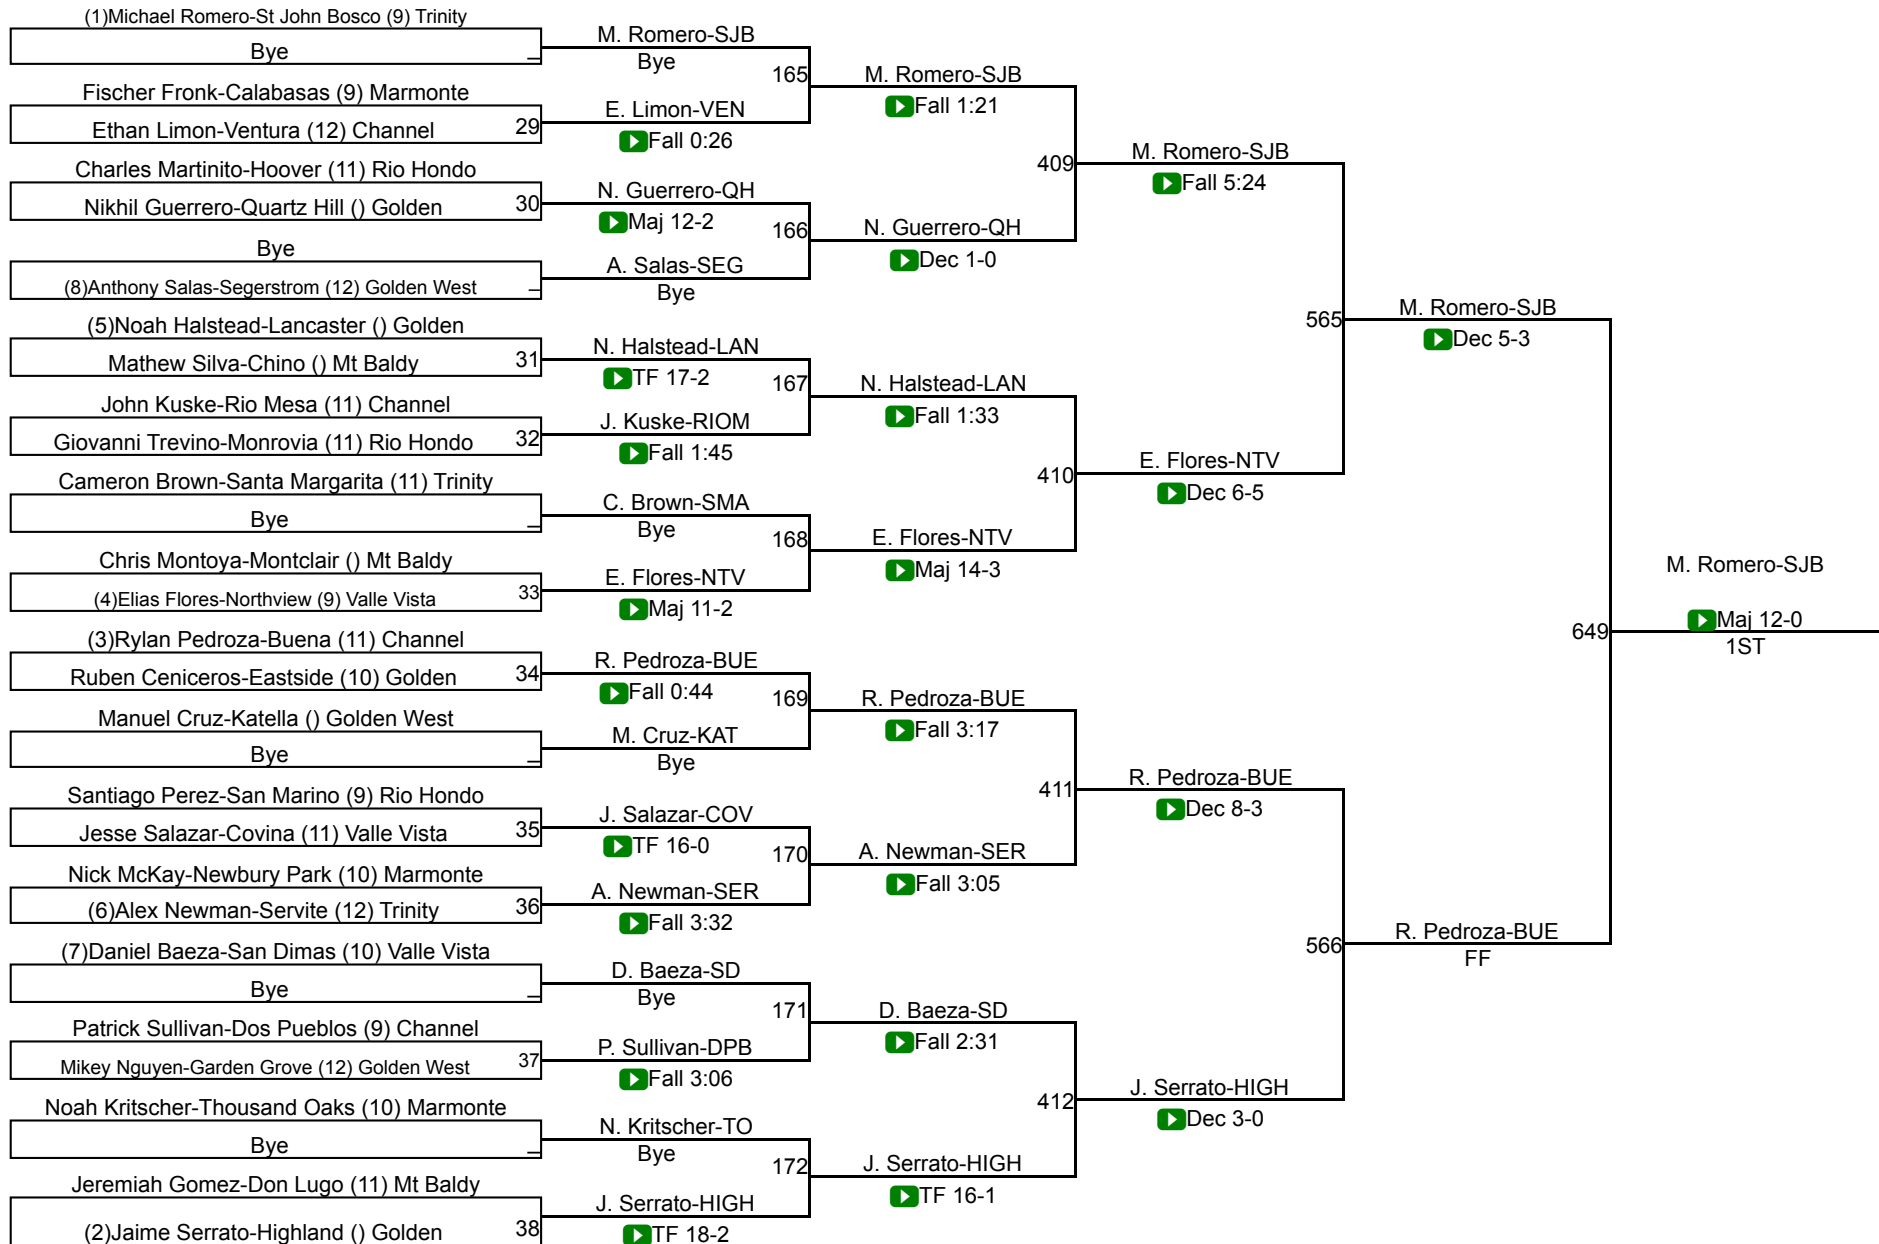 (1)Michael Romero-St John Bosco (9) Trinity
Bye
Fischer Fronk-Calabasas (9) Marmonte
Ethan Limon-Ventura (12) Channel
29
Charles Martinito-Hoover (11) Rio Hondo
Nikhil Guerrero-Quartz Hill () Golden
30
Bye
(8)Anthony Salas-Segerstrom (12) Golden West
(5)Noah Halstead-Lancaster () Golden
Mathew Silva-Chino () Mt Baldy
31
John Kuske-Rio Mesa (11) Channel
Giovanni Trevino-Monrovia (11) Rio Hondo
32
Cameron Brown-Santa Margarita (11) Trinity
Bye
Chris Montoya-Montclair () Mt Baldy
(4)Elias Flores-Northview (9) Valle Vista
33
(3)Rylan Pedroza-Buena (11) Channel
Ruben Ceniceros-Eastside (10) Golden
34
Manuel Cruz-Katella () Golden West
Bye
Santiago Perez-San Marino (9) Rio Hondo
Jesse Salazar-Covina (11) Valle Vista
35
Nick McKay-Newbury Park (10) Marmonte
(6)Alex Newman-Servite (12) Trinity
36
(7)Daniel Baeza-San Dimas (10) Valle Vista
Bye
Patrick Sullivan-Dos Pueblos (9) Channel
Mikey Nguyen-Garden Grove (12) Golden West
37
Noah Kritscher-Thousand Oaks (10) Marmonte
Bye
Jeremiah Gomez-Don Lugo (11) Mt Baldy
(2)Jaime Serrato-Highland () Golden
38
M. Romero-SJB
Bye
165
E. Limon-VEN
Fall 0:26
N. Guerrero-QH
Maj 12-2
166
A. Salas-SEG
Bye
N. Halstead-LAN
TF 17-2
167
J. Kuske-RIOM
Fall 1:45
C. Brown-SMA
Bye
168
E. Flores-NTV
Maj 11-2
R. Pedroza-BUE
Fall 0:44
169
M. Cruz-KAT
Bye
J. Salazar-COV
TF 16-0
170
A. Newman-SER
Fall 3:32
D. Baeza-SD
Bye
171
P. Sullivan-DPB
Fall 3:06
N. Kritscher-TO
Bye
172
J. Serrato-HIGH
TF 18-2
M. Romero-SJB
Fall 1:21
409
N. Guerrero-QH
Dec 1-0
N. Halstead-LAN
Fall 1:33
410
E. Flores-NTV
Maj 14-3
R. Pedroza-BUE
Fall 3:17
411
A. Newman-SER
Fall 3:05
D. Baeza-SD
Fall 2:31
412
J. Serrato-HIGH
TF 16-1
M. Romero-SJB
Fall 5:24
565
E. Flores-NTV
Dec 6-5
R. Pedroza-BUE
Dec 8-3
566
J. Serrato-HIGH
Dec 3-0
M. Romero-SJB
Dec 5-3
649
R. Pedroza-BUE
FF
M. Romero-SJB
Maj 12-0
1ST